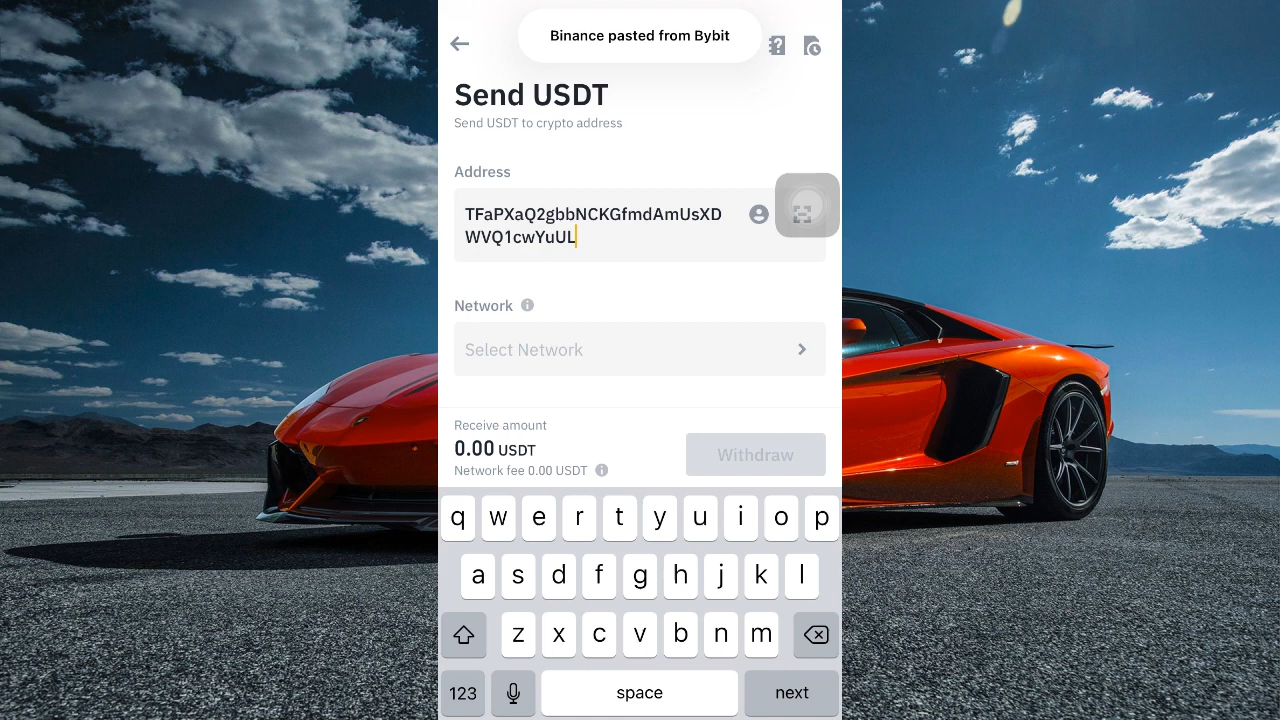 Binance pasted from Bybit
Send USDT
Send USDT to crypto address
Address
TFaPXaQ2gbbNCKGfmdAmUsXD
WVQ1cwYuUL
Network
Select Network
Receive amount
0.00 USDT
Network fee 0.00 USDT
Withdraw
q w e r t y u i o p
a s d f g h j k l
z x c v b n m
123 space next